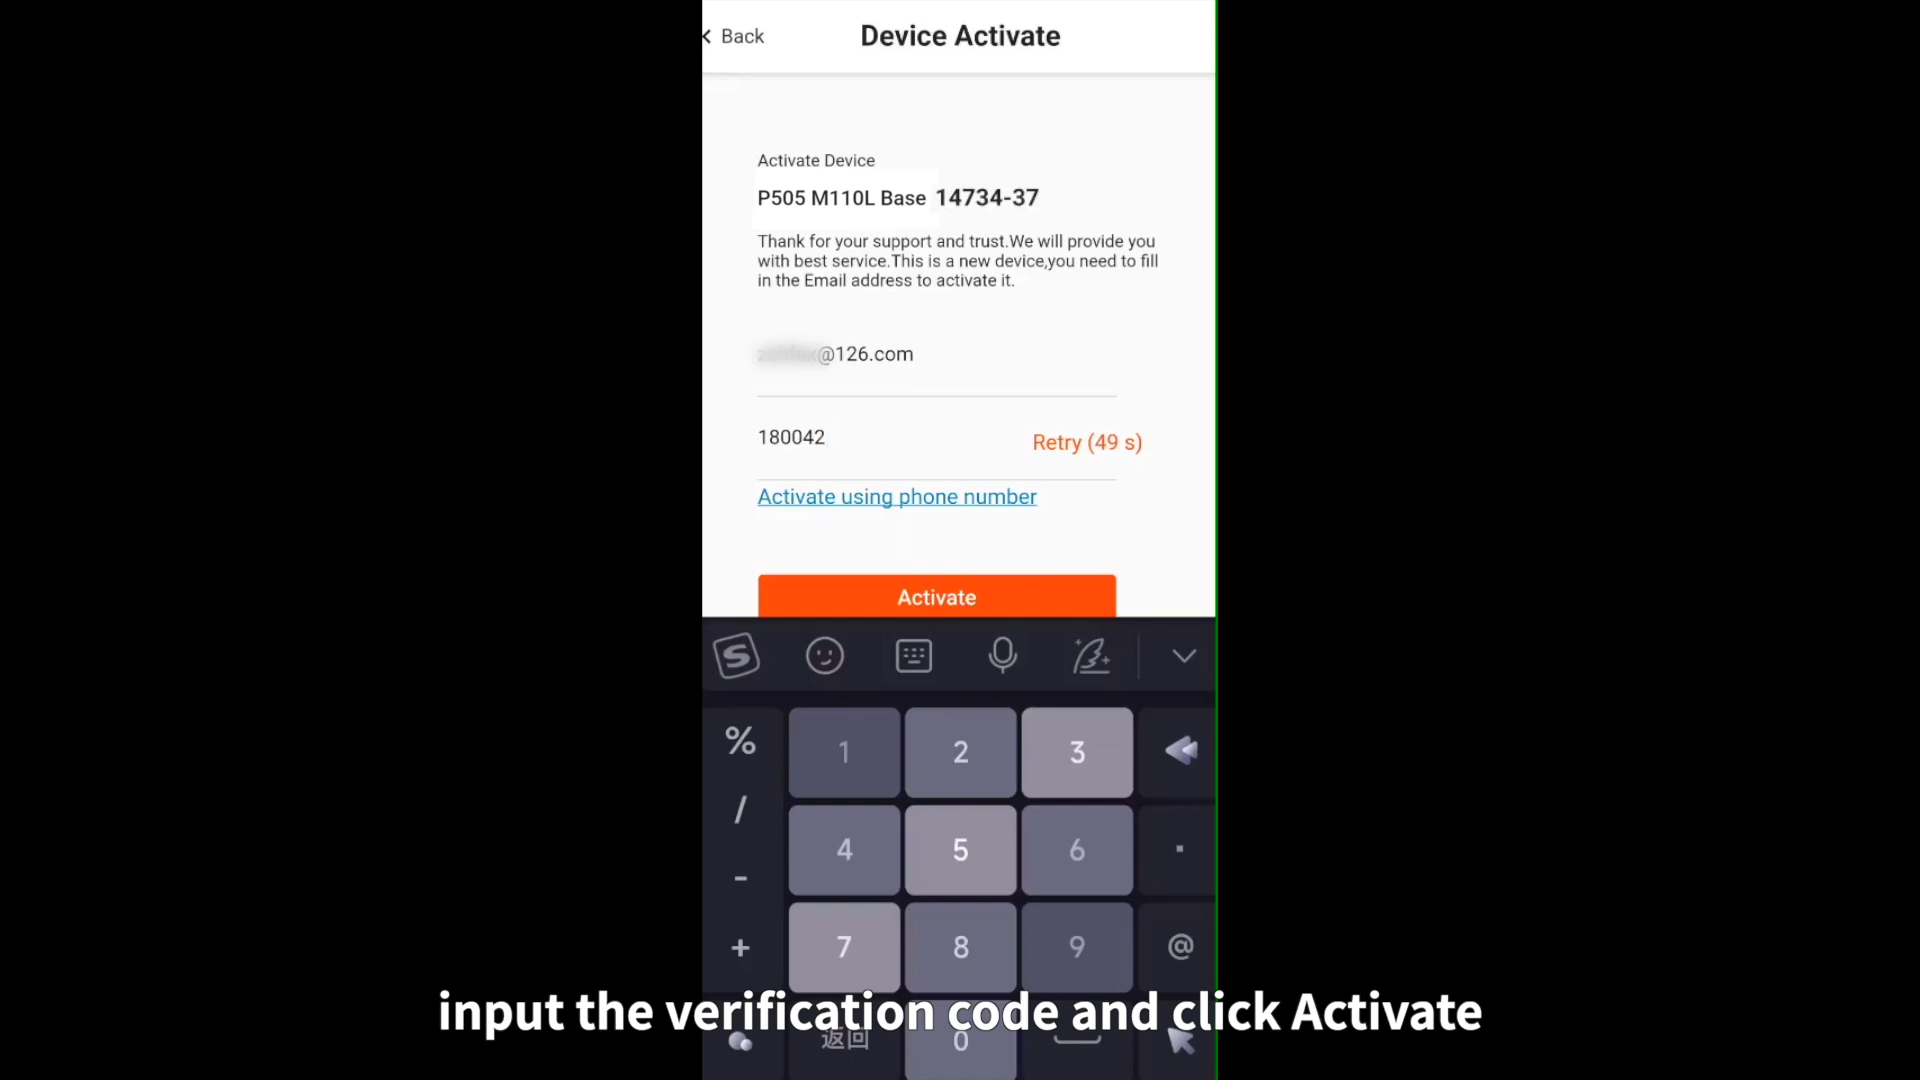 Back
Device Activate
Activate Device
P505 M110L Base 14734-37
Thank for your support and trust.We will provide you
with best service.This is a new device,you need to fill
in the Email address to activate it.
@126.com
180042
Retry (49 s)
Activate using phone number
Activate
S
% 1 2 3
/ 4 5 6 .
-
+ 7 8 9 @
input the verification code and click Activate
返回 0